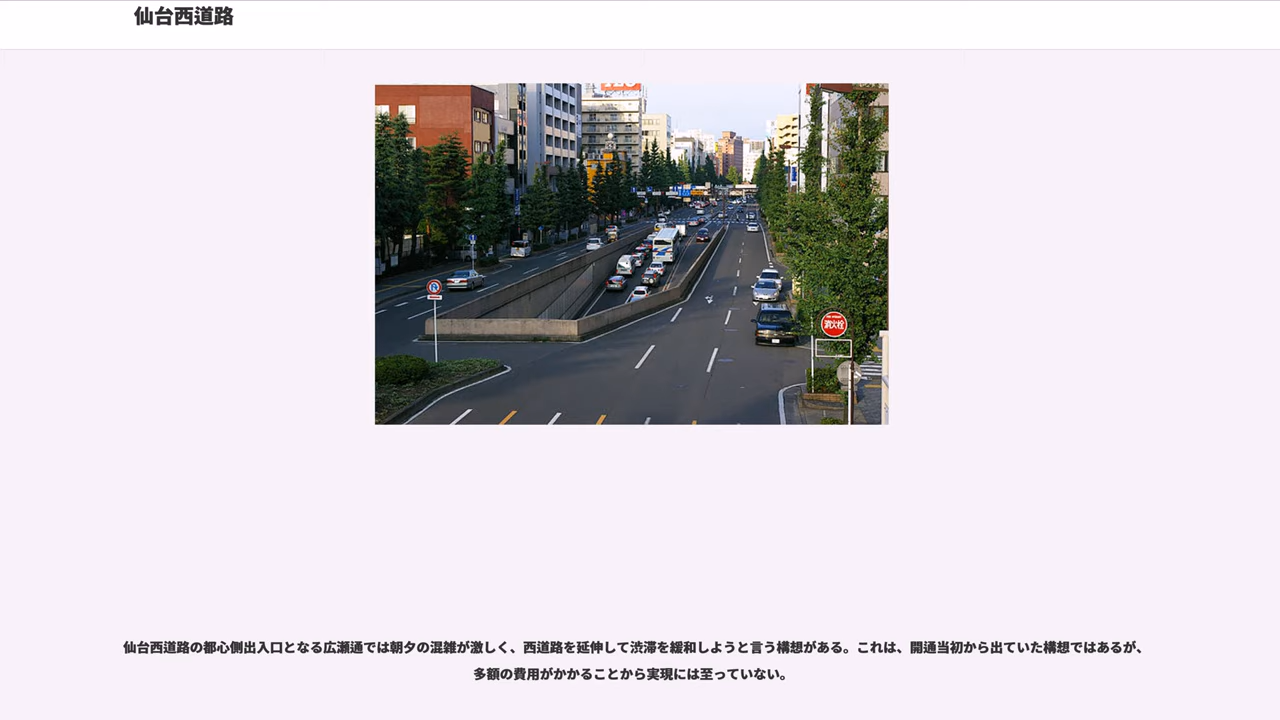 仙台西道路
消火栓
仙台西道路の都心側出入口となる広瀬通では朝夕の混雑が激しく、西道路を延伸して渋滞を緩和しようと言う構想がある。これは、開通当初から出ていた構想ではあるが、
多額の費用がかかることから実現には至っていない。